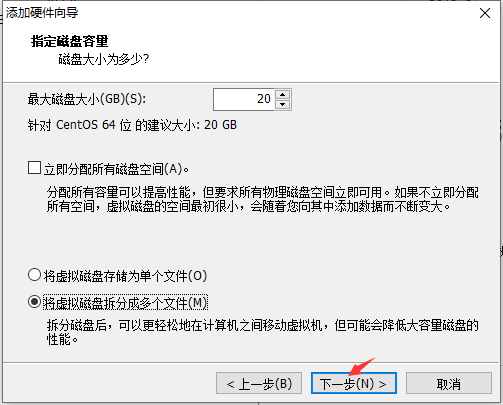 添加硬件向导
指定磁盘容量
磁盘大小为多少?
最大磁盘大小(GB)(S):
20
针对 CentOS 64 位 的建议大小: 20 GB
立即分配所有磁盘空间(A)。
分配所有容量可以提高性能，但要求所有物理磁盘空间立即可用。如果不立即分配
所有空间，虚拟磁盘的空间最初很小，会随着您向其中添加数据而不断变大。
将虚拟磁盘存储为单个文件(O)
将虚拟磁盘拆分成多个文件(M)
拆分磁盘后，可以更轻松地在计算机之间移动虚拟机，但可能会降低大容量磁盘的
性能。
< 上一步(B)
下一步(N) >
取消